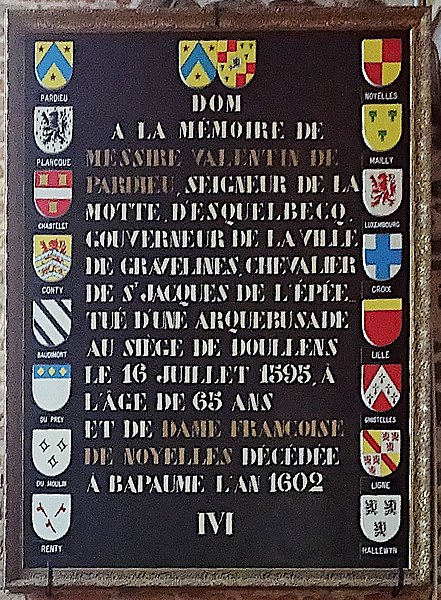 DOM
A LA MÉMOIRE DE
MESSIRE VALENTIN DE
PARDIEU, SEIGNEUR DE LA
MOTTE, D'ESQUELBECQ,
GOUVERNEUR DE LA VILLE
DE GRAVELINES, CHEVALIER
DE ST JACQUES DE L'ÉPÉE
TUÉ D'UNE ARQUEBUSADE
AU SIÈGE DE DOULLENS
LE 16 JUILLET 1595, À
L'ÂGE DE 65 ANS
ET DE DAME FRANCOISE
DE NOYELLES DÉCÉDÉE
À BAPAUME L'AN 1602
IVI
PARDIEU
PLANCQUE
CHASTELET
CONTY
BAUDIMONT
DU PREY
DU MOULIN
RENTY
NOYELLES
MAILLY
LUXEMBOURG
CROIX
LILLE
GHISTELLES
LIGNE
HALLEWYN